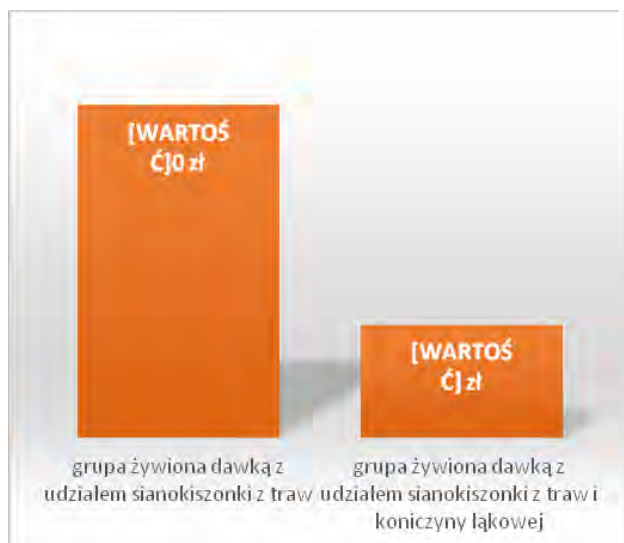 [WARTOŚ
Ć]0 zł
[WARTOŚ
Ć] zł
grupa żywiona dawką z
udziałem sianokiszonki z traw
grupa żywiona dawką z
udziałem sianokiszonki z traw i
koniczyny łąkowej